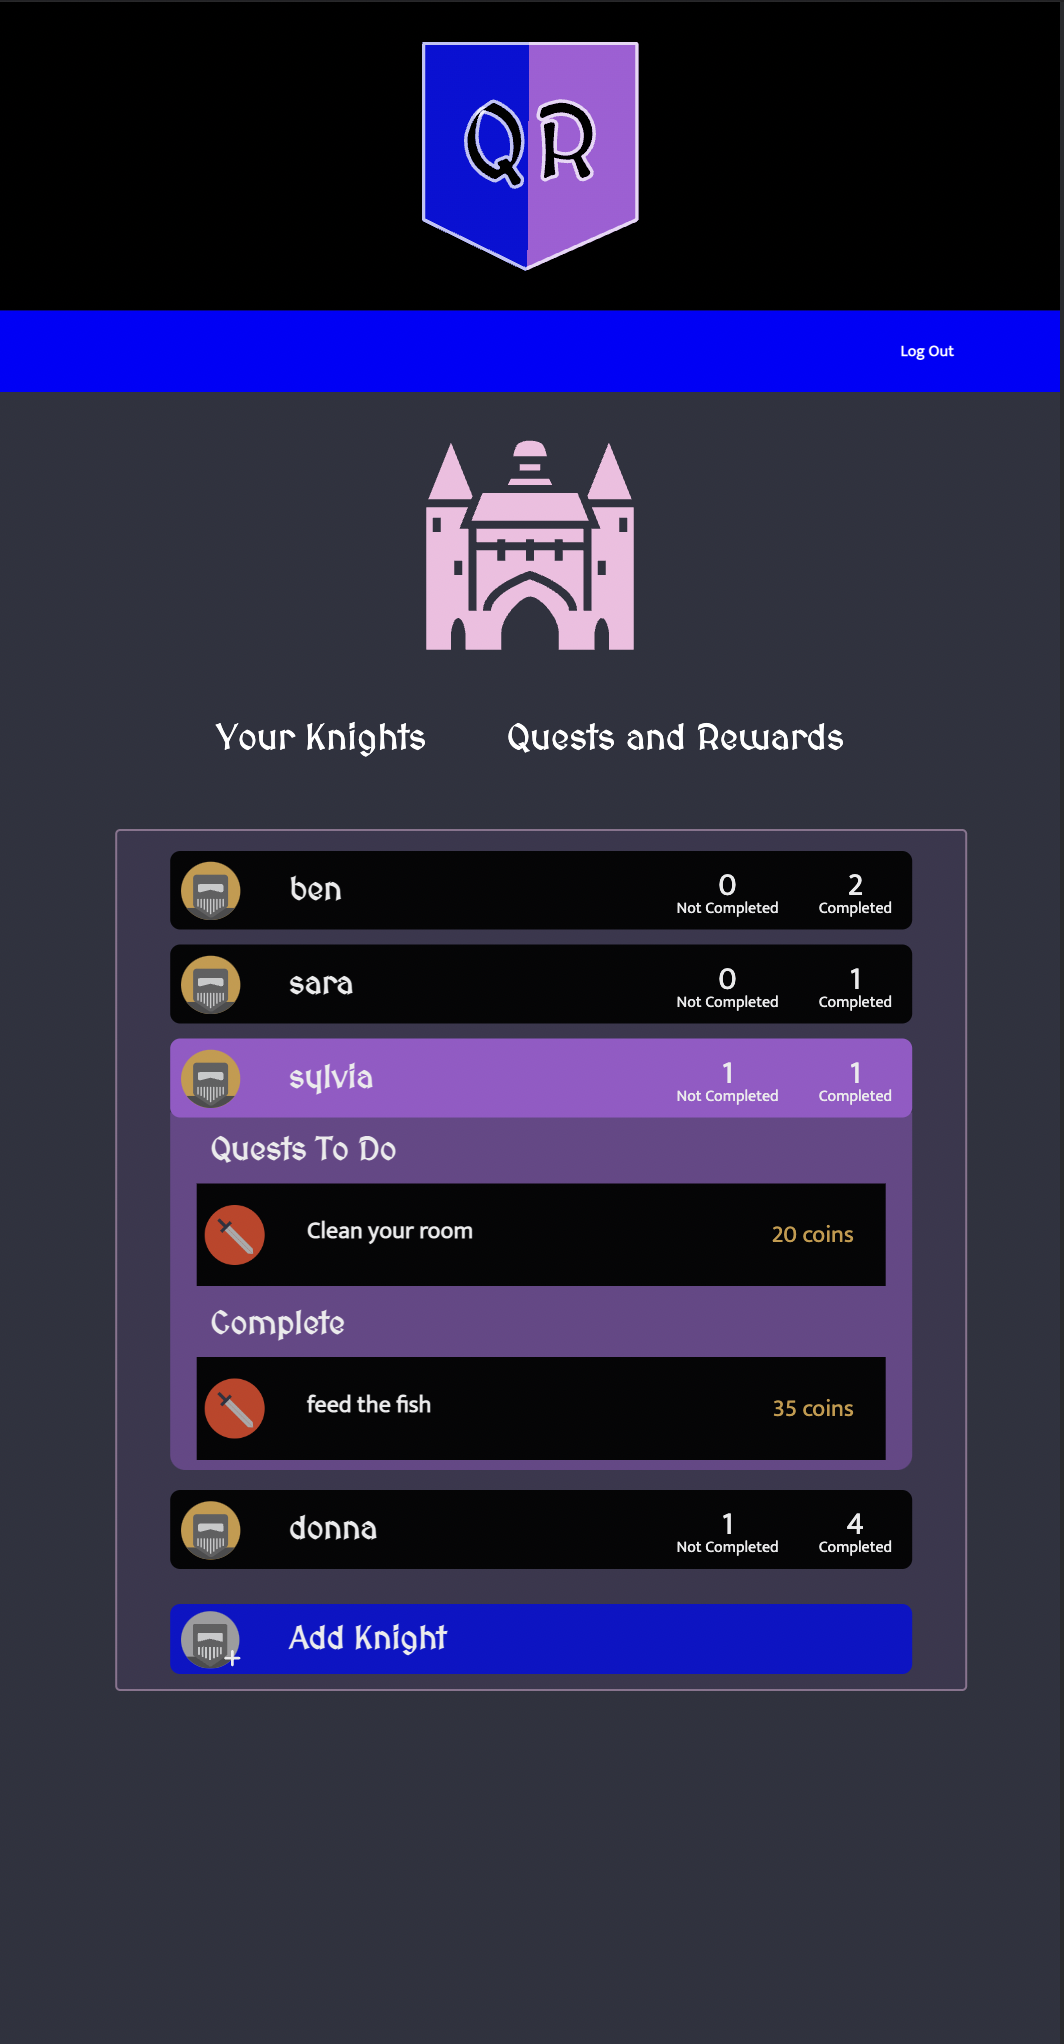 QR
Log Out
Your Knights Quests and Rewards
ben 0 Not Completed 2 Completed
sara 0 Not Completed 1 Completed
sylvia 1 Not Completed 1 Completed
Quests To Do
Clean your room 20 coins
Complete
feed the fish 35 coins
donna 1 Not Completed 4 Completed
Add Knight